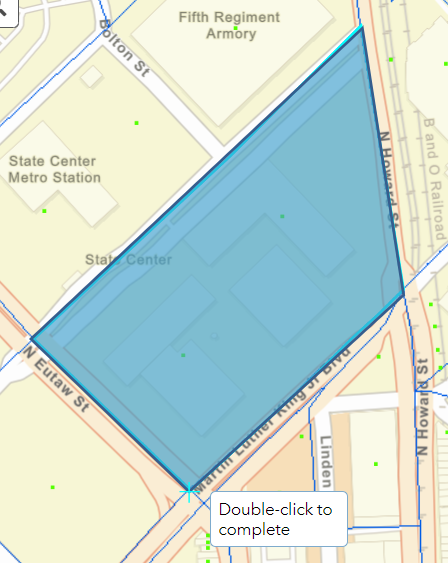 Fifth Regiment
Armory
Bolton St
State Center
Metro Station
N Howard St
B and O Railroad
State Center
N Eutaw St
Martin Luther King Jr Blvd
N Howard St
Linden
Double-click to
complete